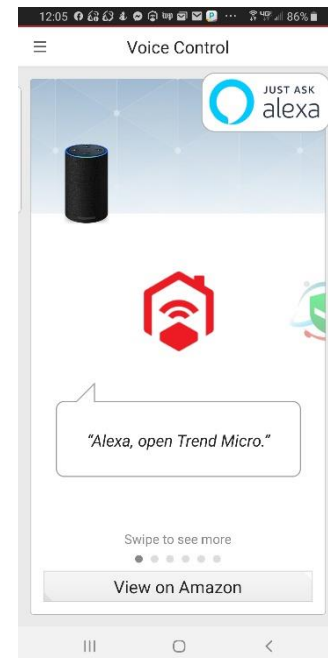 12:05 86%
Voice Control
JUST ASK
alexa
"Alexa, open Trend Micro."
Swipe to see more
View on Amazon